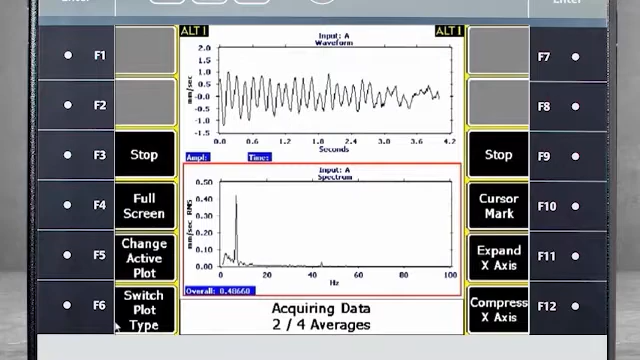 Enter
ALT1
Input: A
Waveform
ALT1
mm/sec
2.0
1.5
1.0
0.5
-0.0
-0.5
-1.0
-1.5
0.0
0.6
1.2
1.8
2.4
3.0
3.6
4.2
Seconds
Ampl:
Time:
Input: A
Spectrum
mm/sec RMS
0.50
0.40
0.30
0.20
0.10
0.00
0
20
40
60
80
100
Hz
Overall: 0.48660
Acquiring Data
2 / 4 Averages
F1
F2
F3
Stop
F4
Full
Screen
F5
Change
Active
Plot
F6
Switch
Plot
Type
F7
F8
Stop
F9
Cursor
Mark
F10
Expand
X Axis
F11
Compress
X Axis
F12